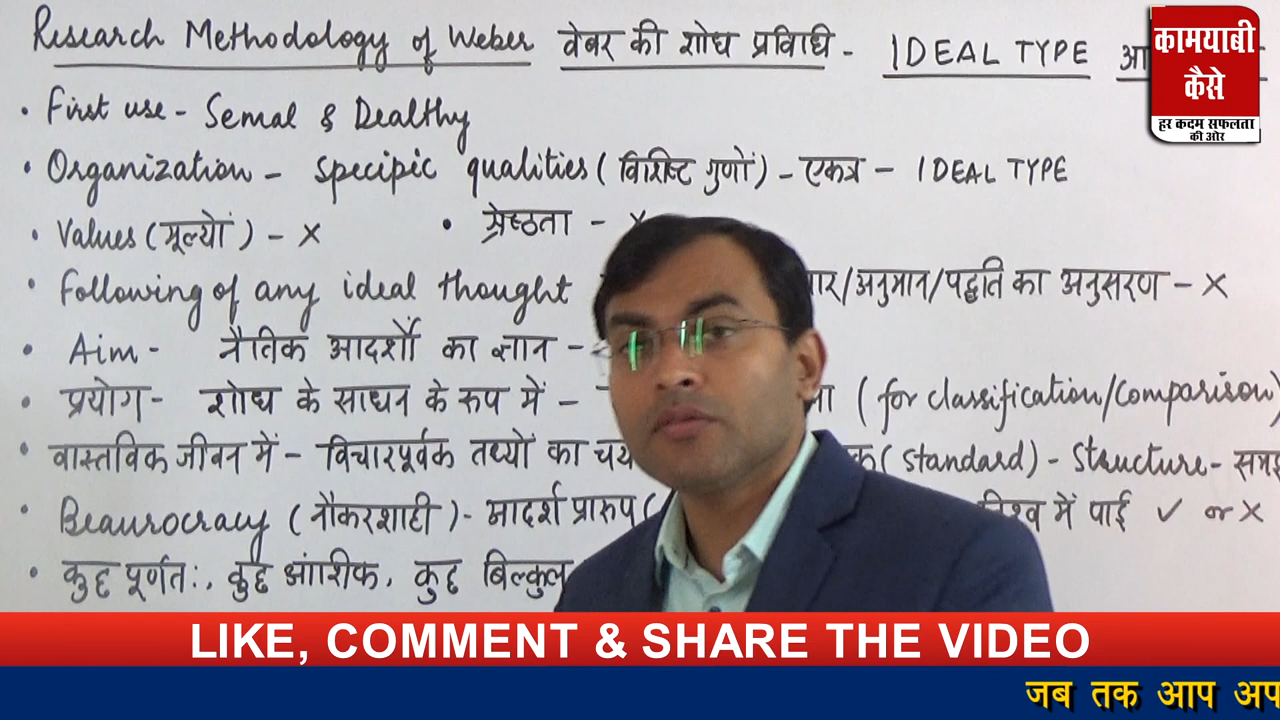 Research Methodology of Weber वेबर की शोध प्रविधि - IDEAL TYPE आ
कामयाबी
कैसे
हर कदम सफलता
की ओर
• First use - Semal & Dealthy
• Organization - Specipic qualities (विशिष्ट गुणों) - एकत्र - IDEAL TYPE
• Values (मूल्यों) - X • श्रेष्ठता - X
• Following of any ideal thought /अनुमान/पद्धति का अनुसरण - X
• Aim - नैतिक आदर्शों का ज्ञान -
• प्रयोग - शोध के साधन के रूप में - (for classification/Comparison)
• वास्तविक जीवन में - विचारपूर्वक तथ्यों का (Standard) - Structure -
• Beaurocracy (नौकरशाही) - आदर्श प्रारूप ( में पाई ✓ or X
• कुछ पूर्णतः, कुछ आंशिक, कुछ बिल्कुल
LIKE, COMMENT & SHARE THE VIDEO
जब तक आप अप